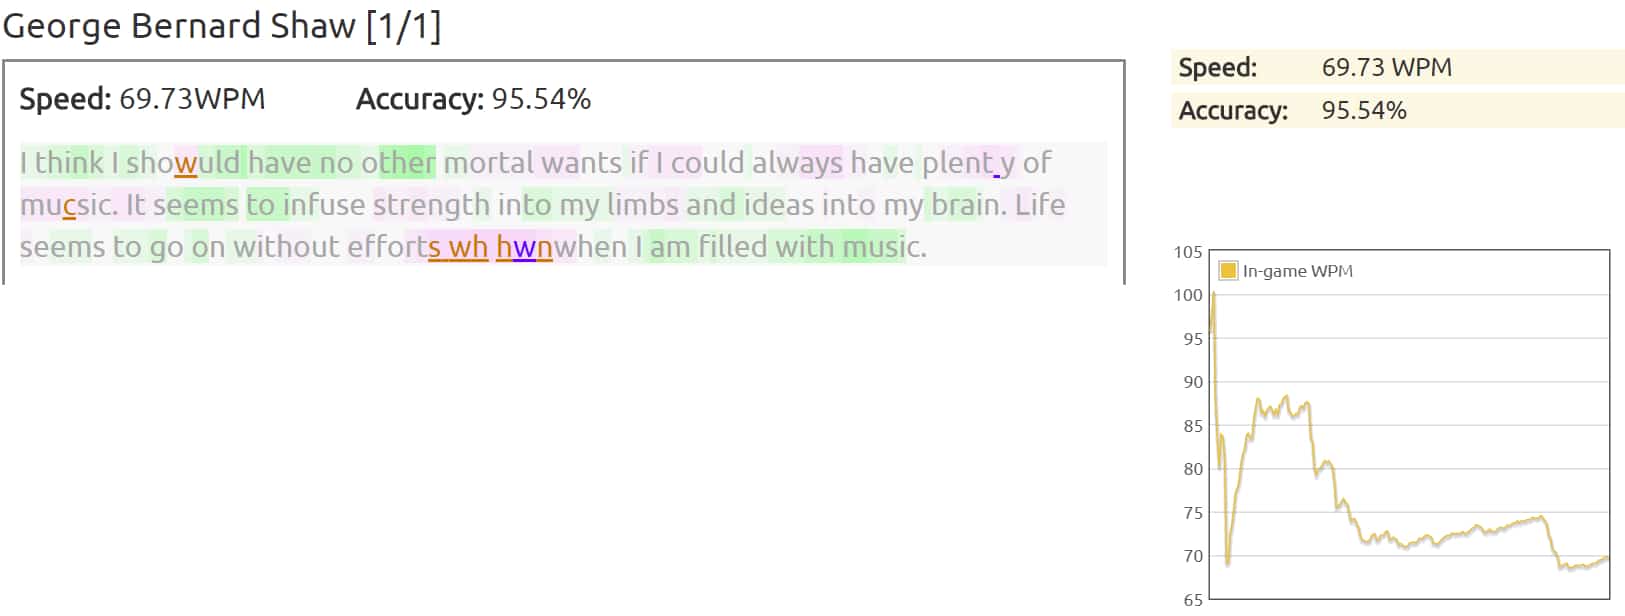 George Bernard Shaw [1/1]
Speed: 69.73WPM Accuracy: 95.54%
I think I showuld have no other mortal wants if I could always have plent y of
mucsic. It seems to infuse strength into my limbs and ideas into my brain. Life
seems to go on without efforts wh hwnwhen I am filled with music.
Speed: 69.73 WPM
Accuracy: 95.54%
In-game WPM
105
100
95
90
85
80
75
70
65